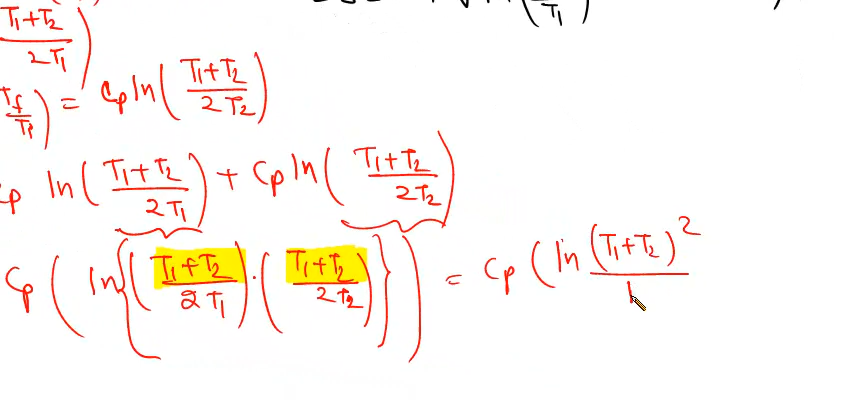 T₁+T₂ / 2T₁ )
T₁ )
Tf / T₁ ) = Cp ln ( T₁+T₂ / 2T₂ )
Cp ln ( T₁+T₂ / 2T₁ ) + Cp ln ( T₁+T₂ / 2T₂ )
Cp ( ln { ( T₁+T₂ / 2T₁ ) · ( T₁+T₂ / 2T₂ ) } ) = Cp ( ln (T₁+T₂)² /